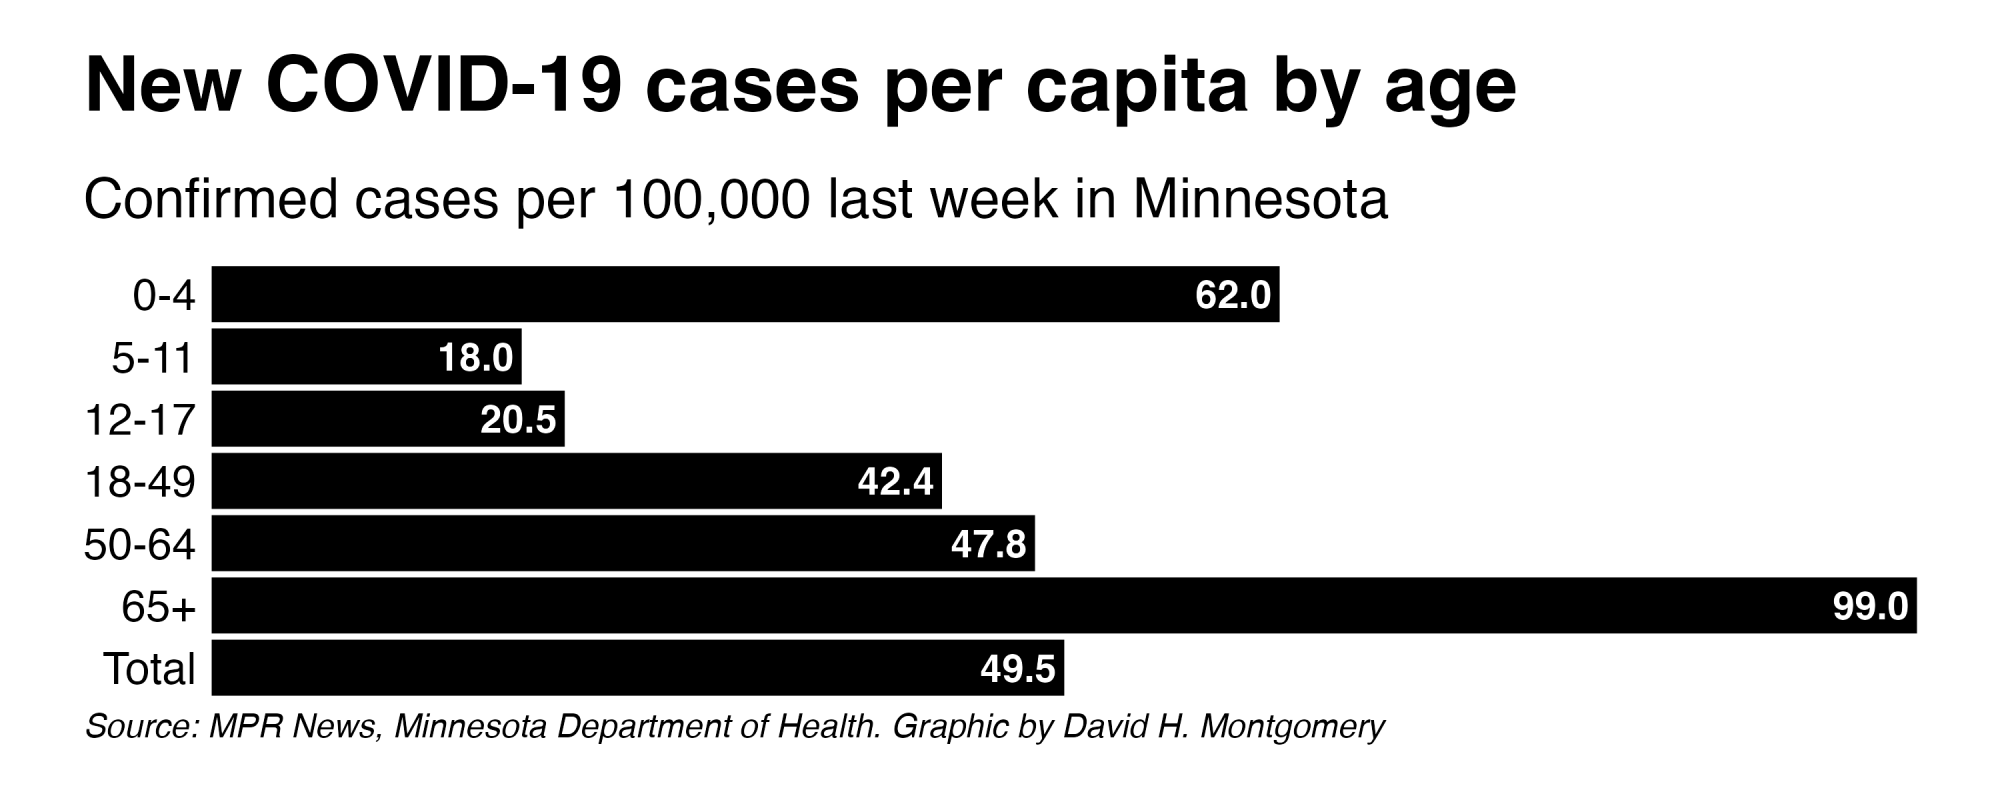 New COVID-19 cases per capita by age
Confirmed cases per 100,000 last week in Minnesota
0-4 62.0
5-11 18.0
12-17 20.5
18-49 42.4
50-64 47.8
65+ 99.0
Total 49.5
Source: MPR News, Minnesota Department of Health. Graphic by David H. Montgomery